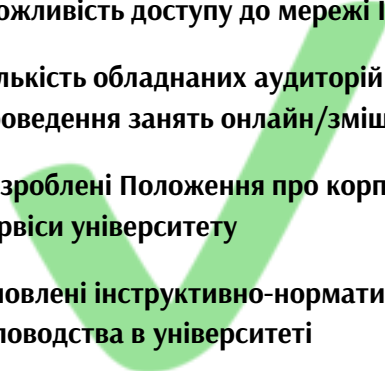 ожливість доступу до мережі І
лькість обладнаних аудиторій
оведення занять онлайн/зміш
зроблені Положення про корп
рвіси університету
новлені інструктивно-нормати
ловодства в університеті